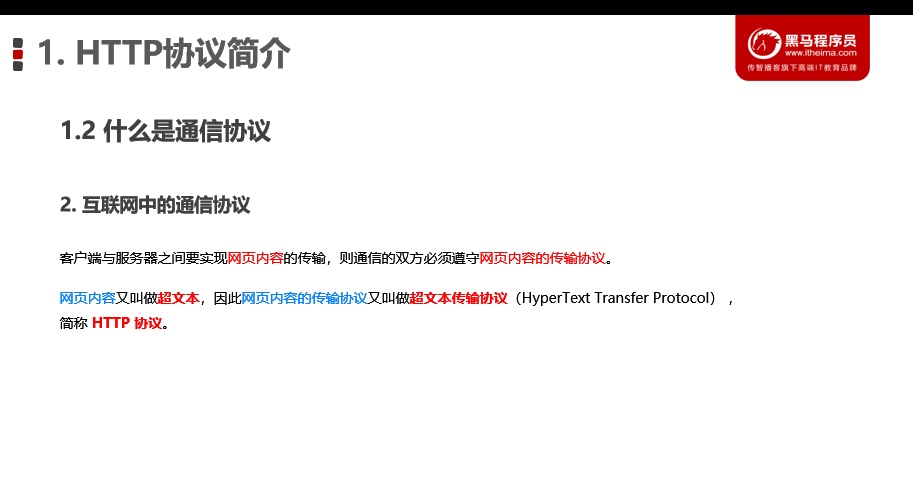 1. HTTP协议简介
黑马程序员
www.itheima.com
传智播客旗下高端IT教育品牌
1.2 什么是通信协议
2. 互联网中的通信协议
客户端与服务器之间要实现网页内容的传输，则通信的双方必须遵守网页内容的传输协议。
网页内容又叫做超文本，因此网页内容的传输协议又叫做超文本传输协议（HyperText Transfer Protocol），
简称 HTTP 协议。